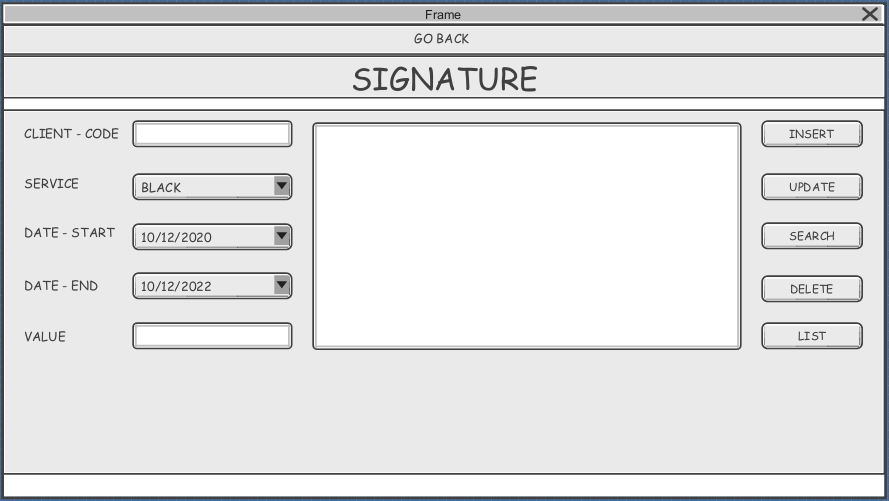 Frame
GO BACK
SIGNATURE
CLIENT - CODE
INSERT
SERVICE
BLACK
UPDATE
DATE - START
10/12/2020
SEARCH
DATE - END
10/12/2022
DELETE
VALUE
LIST